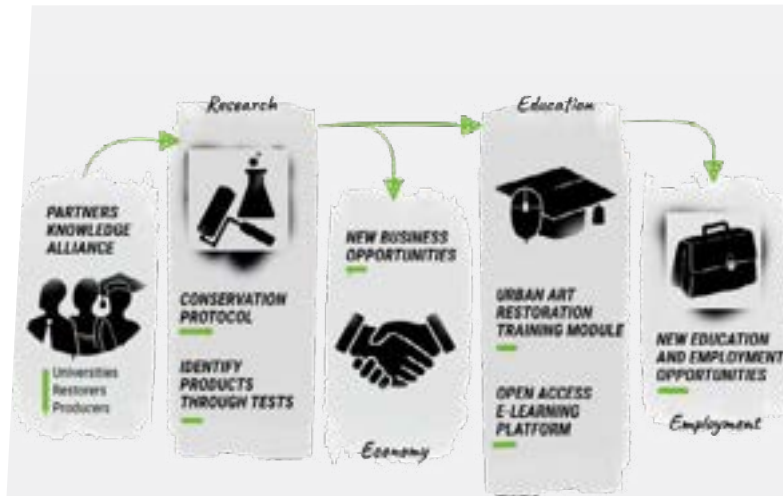 PARTNERS
KNOWLEDGE
ALLIANCE
Universities
Restorers
Producers
Research
CONSERVATION
PROTOCOL
IDENTIFY
PRODUCTS
THROUGH TESTS
NEW BUSINESS
OPPORTUNITIES
Economy
Education
URBAN ART
RESTORATION
TRAINING MODULE
OPEN ACCESS
E-LEARNING
PLATFORM
NEW EDUCATION
AND EMPLOYMENT
OPPORTUNITIES
Employment